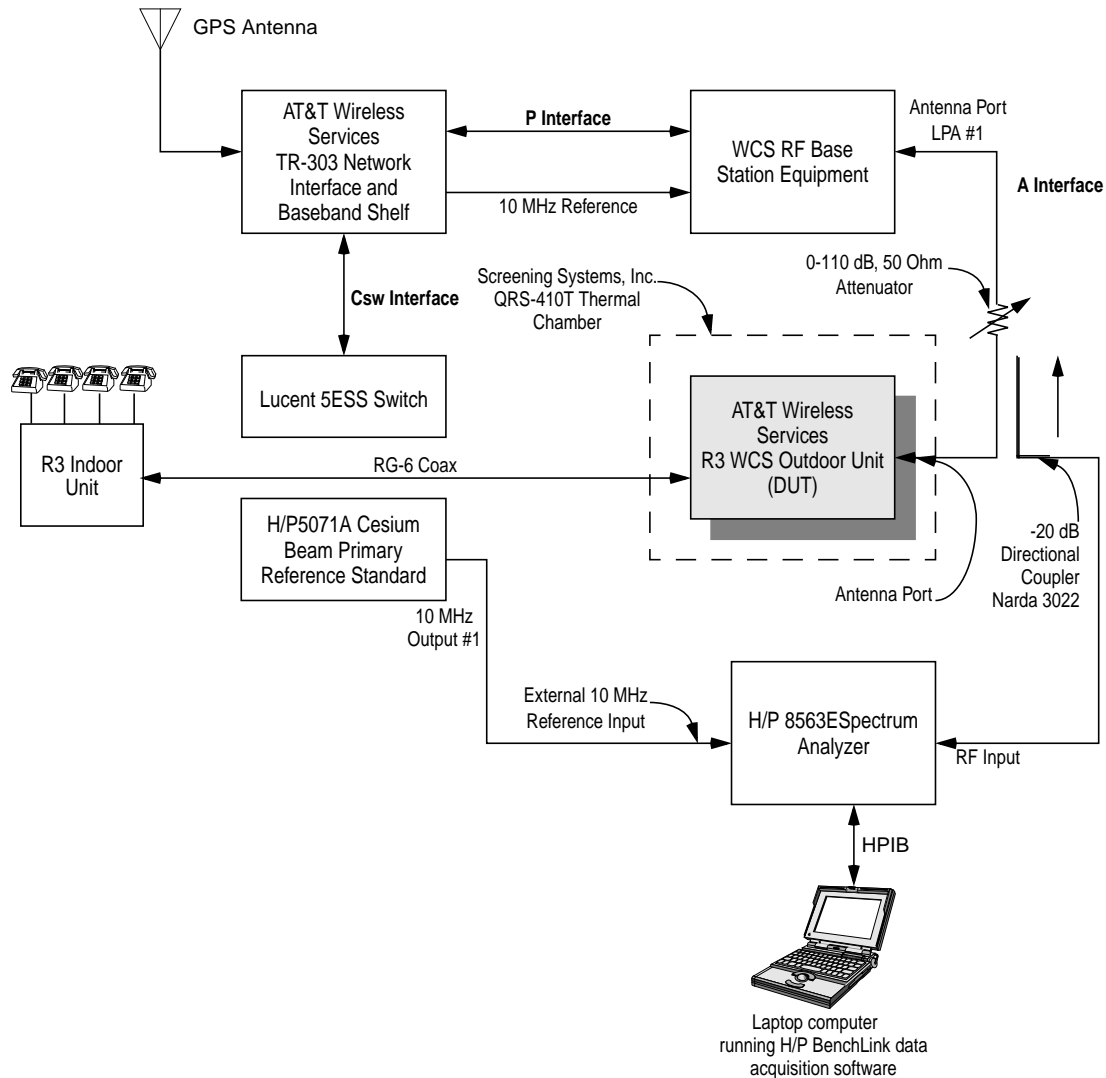 GPS Antenna
AT&T Wireless
Services
TR-303 Network
Interface and
Baseband Shelf
P Interface
10 MHz Reference
WCS RF Base
Station Equipment
Antenna Port
LPA #1
A Interface
0-110 dB, 50 Ohm
Attenuator
Screening Systems, Inc.
QRS-410T Thermal
Chamber
Csw Interface
Lucent 5ESS Switch
AT&T Wireless
Services
R3 WCS Outdoor Unit
(DUT)
R3 Indoor
Unit
RG-6 Coax
H/P5071A Cesium
Beam Primary
Reference Standard
-20 dB
Directional
Coupler
Narda 3022
Antenna Port
10 MHz
Output #1
External 10 MHz
Reference Input
H/P 8563ESpectrum
Analyzer
RF Input
HPIB
Laptop computer
running H/P BenchLink data
acquisition software